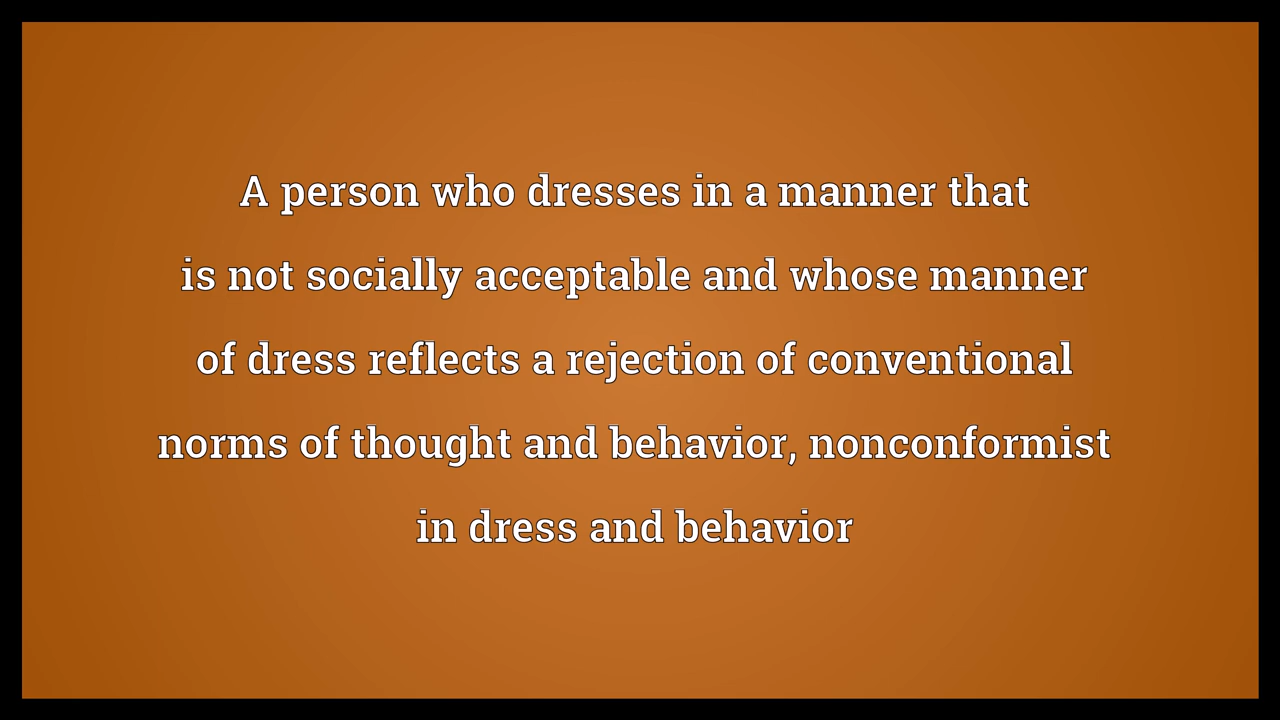 A person who dresses in a manner that
is not socially acceptable and whose manner
of dress reflects a rejection of conventional
norms of thought and behavior, nonconformist
in dress and behavior